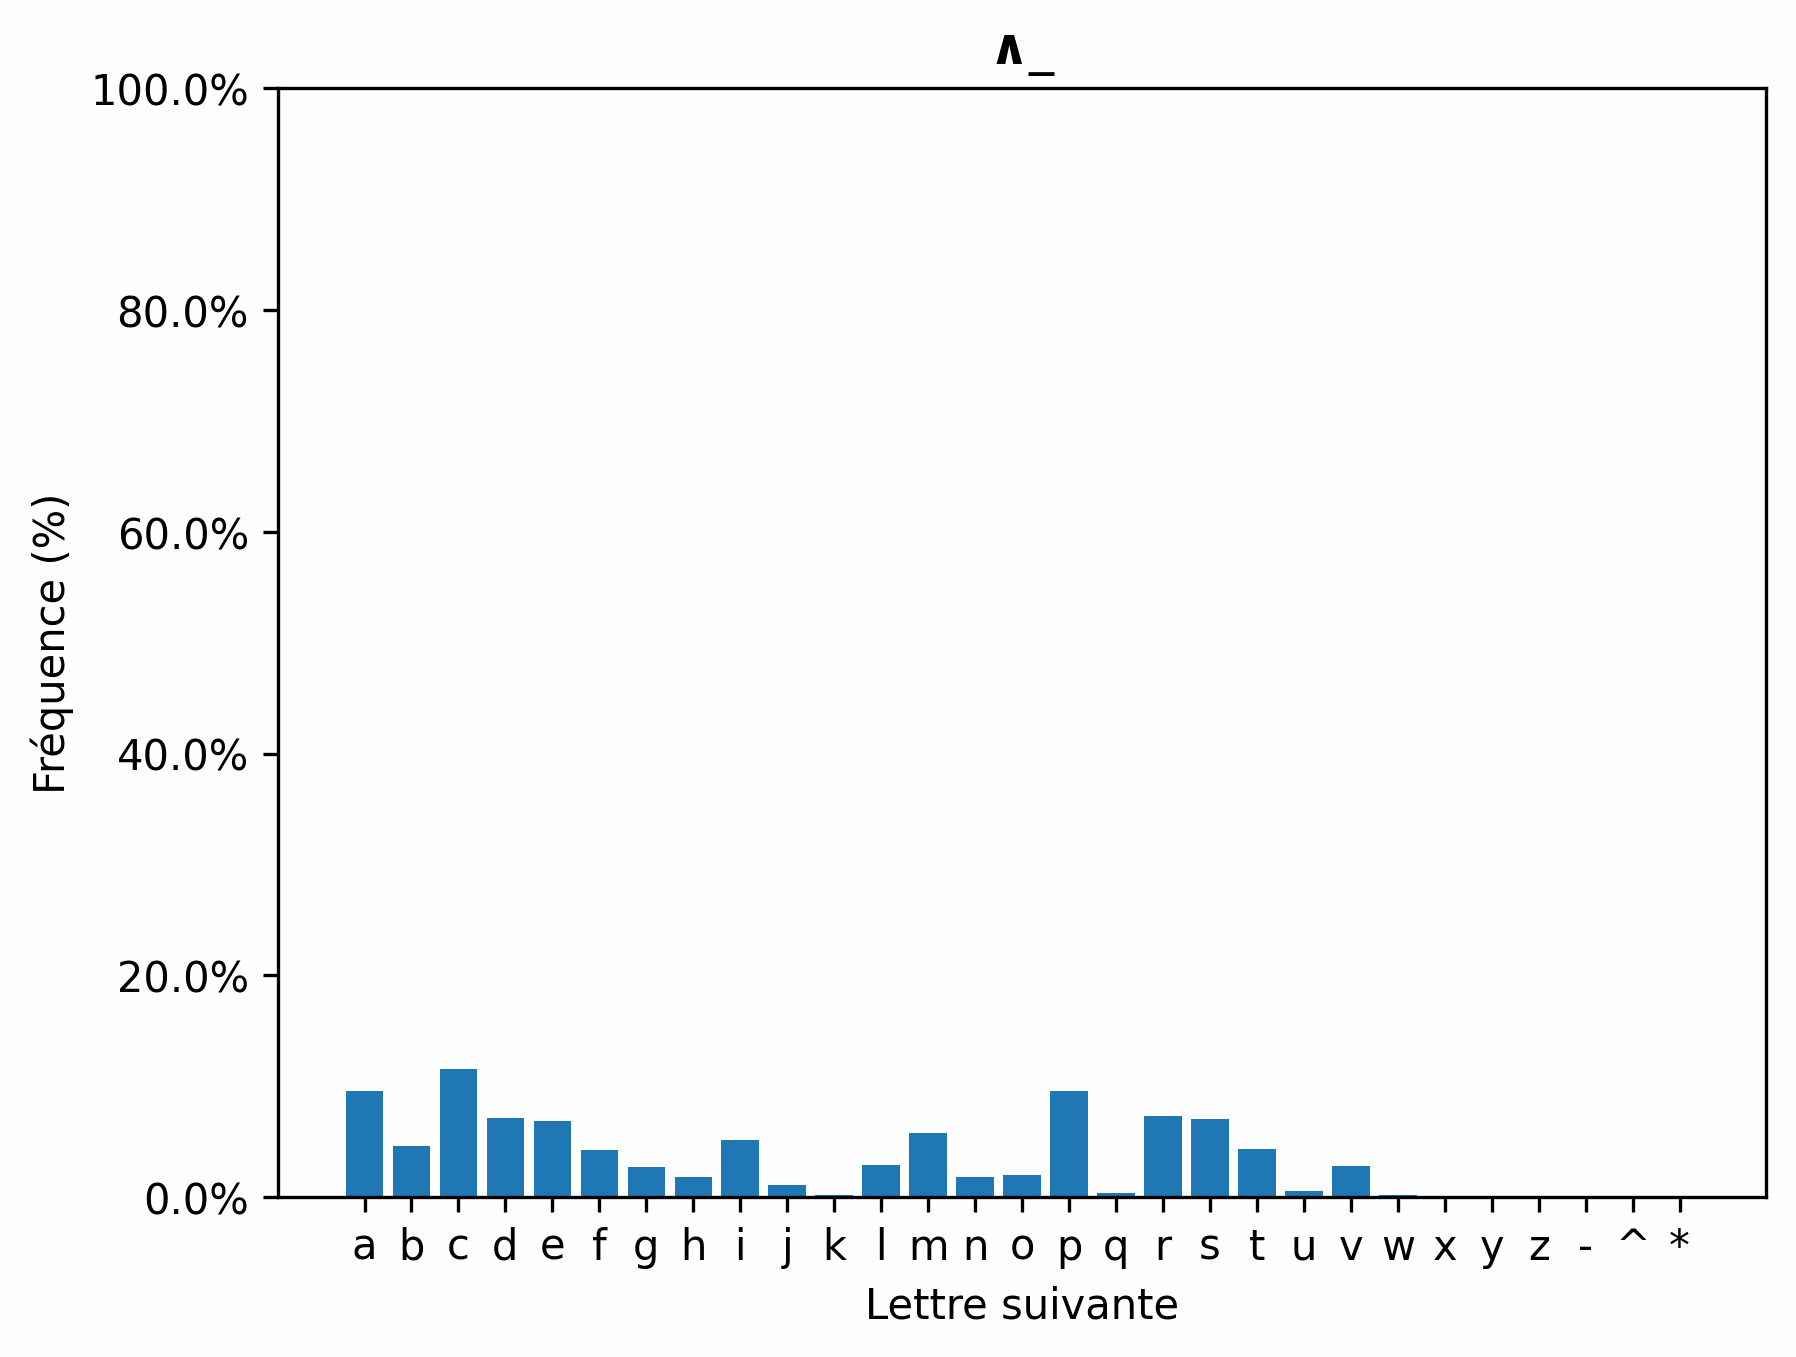 ∧_
100.0%
80.0%
60.0%
40.0%
20.0%
0.0%
Fréquence (%)
a b c d e f g h i j k l m n o p q r s t u v w x y z - ^ *
Lettre suivante